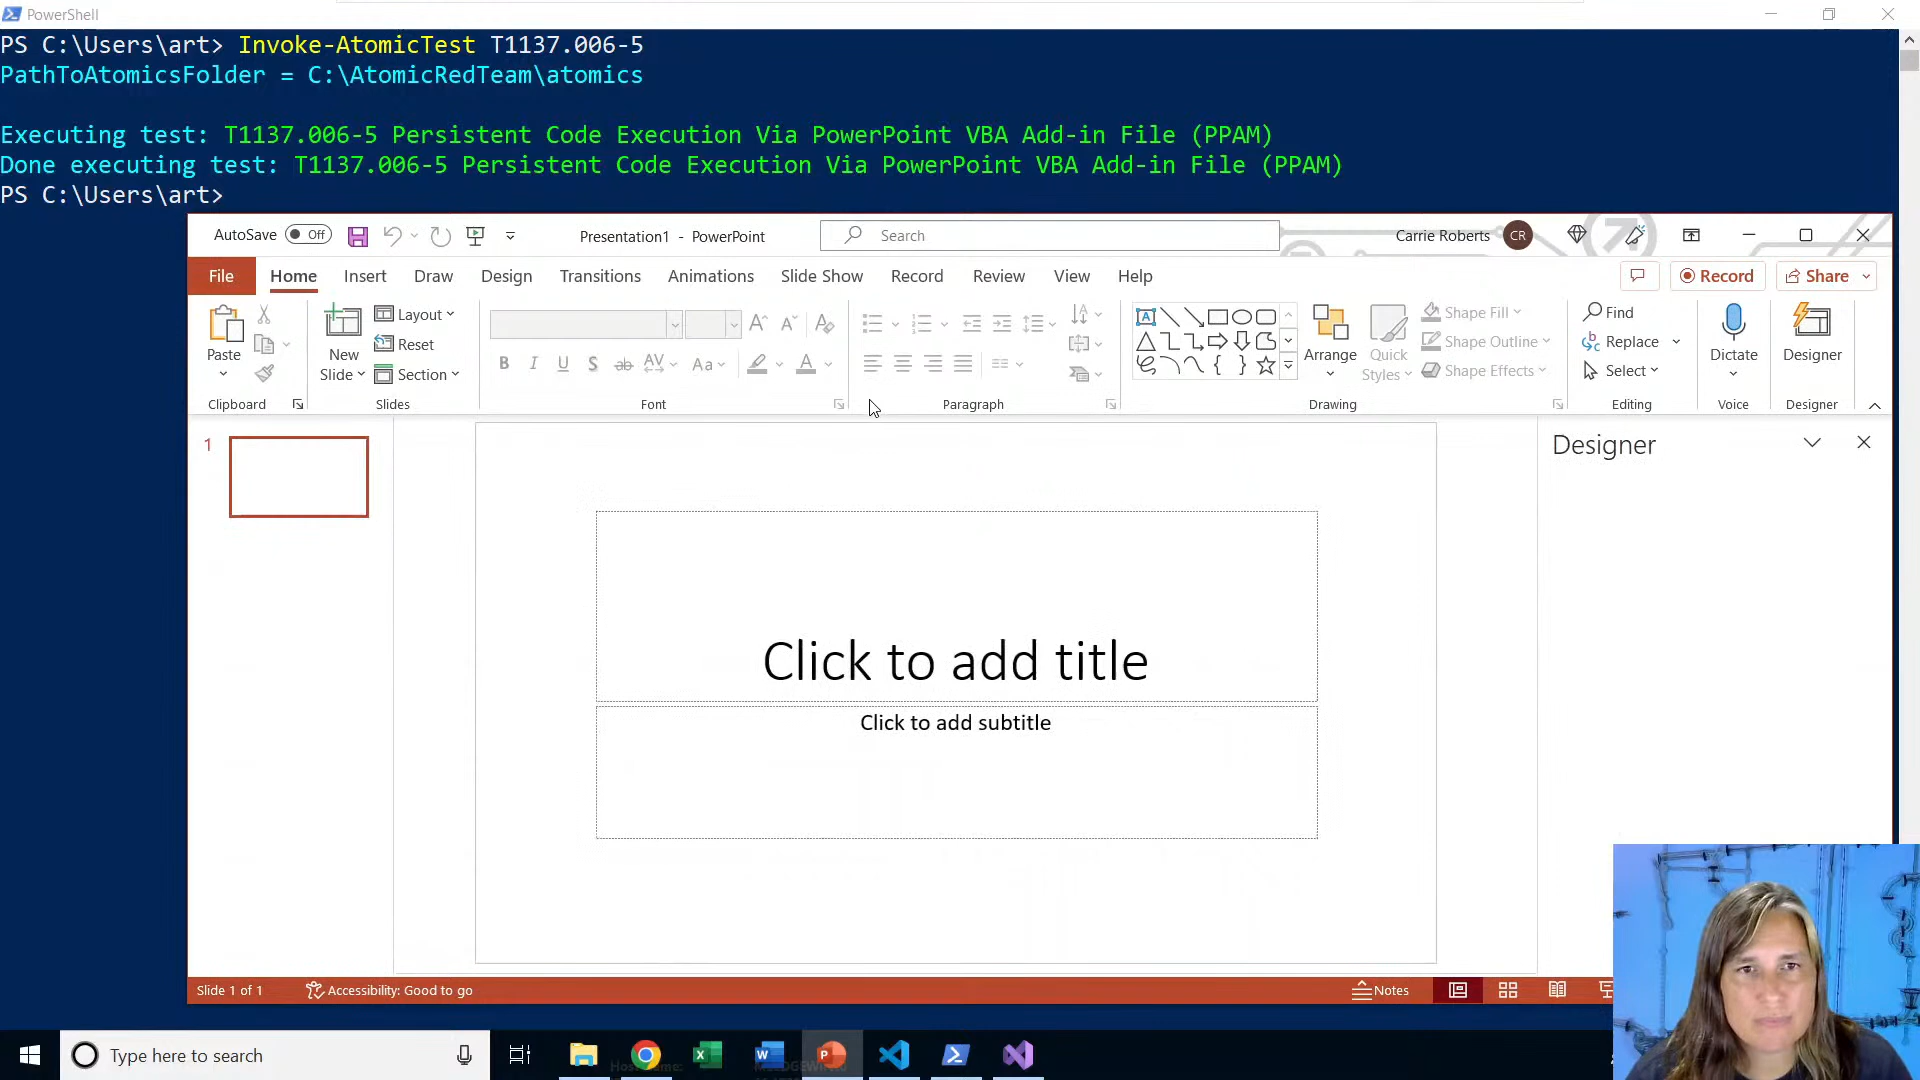 PowerShell
PS C:\Users\art> Invoke-AtomicTest T1137.006-5
PathToAtomicsFolder = C:\AtomicRedTeam\atomics
Executing test: T1137.006-5 Persistent Code Execution Via PowerPoint VBA Add-in File (PPAM)
Done executing test: T1137.006-5 Persistent Code Execution Via PowerPoint VBA Add-in File (PPAM)
PS C:\Users\art>
AutoSave Off Presentation1 - PowerPoint Search Carrie Roberts CR
File Home Insert Draw Design Transitions Animations Slide Show Record Review View Help Record Share
Paste New Slide Layout Reset Section
Arrange Quick Styles Shape Fill Shape Outline Shape Effects
Find Replace Select Dictate Designer
Clipboard Slides Font Paragraph Drawing Editing Voice Designer
1
Designer
Click to add title
Click to add subtitle
Slide 1 of 1 Accessibility: Good to go Notes
Type here to search